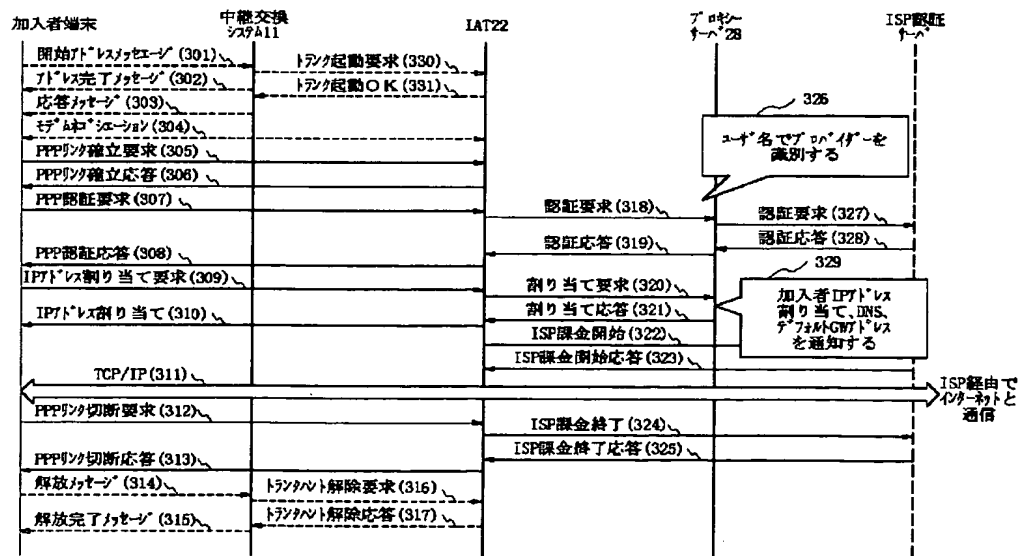 加入者端末
中継交換
システム11
LAT22
プロキシー
サーバ28
ISP認証
サーバ
開始アドレスメッセエージ(301)
トランク起動要求(330)
アドレス完了メッセージ(302)
トランク起動OK(331)
応答メッセージ(303)
モデムネゴシエーション(304)
326
ユーザ名でプロバイダーを
識別する
PPPリンク確立要求(305)
PPPリンク確立応答(306)
PPP認証要求(307)
認証要求(318)
認証要求(327)
認証応答(319)
認証応答(328)
PPP認証応答(308)
329
IPアドレス割り当て要求(309)
割り当て要求(320)
加入者IPアドレス
割り当て、DNS、
デフォルトGWアドレス
を通知する
IPアドレス割り当て(310)
割り当て応答(321)
ISP課金開始(322)
ISP課金開始応答(323)
TCP/IP(311)
ISP経由で
インターネットと
通信
PPPリンク切断要求(312)
ISP課金終了(324)
ISP課金終了応答(325)
PPPリンク切断応答(313)
解放メッセージ(314)
トランクハント解除要求(316)
トランクハント解除応答(317)
解放完了メッセージ(315)